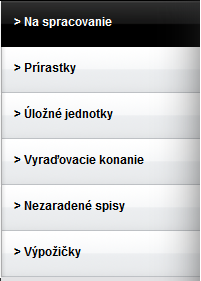 > Na spracovanie
> Prírastky
> Úložné jednotky
> Vyraďovacie konanie
> Nezaradené spisy
> Výpožičky